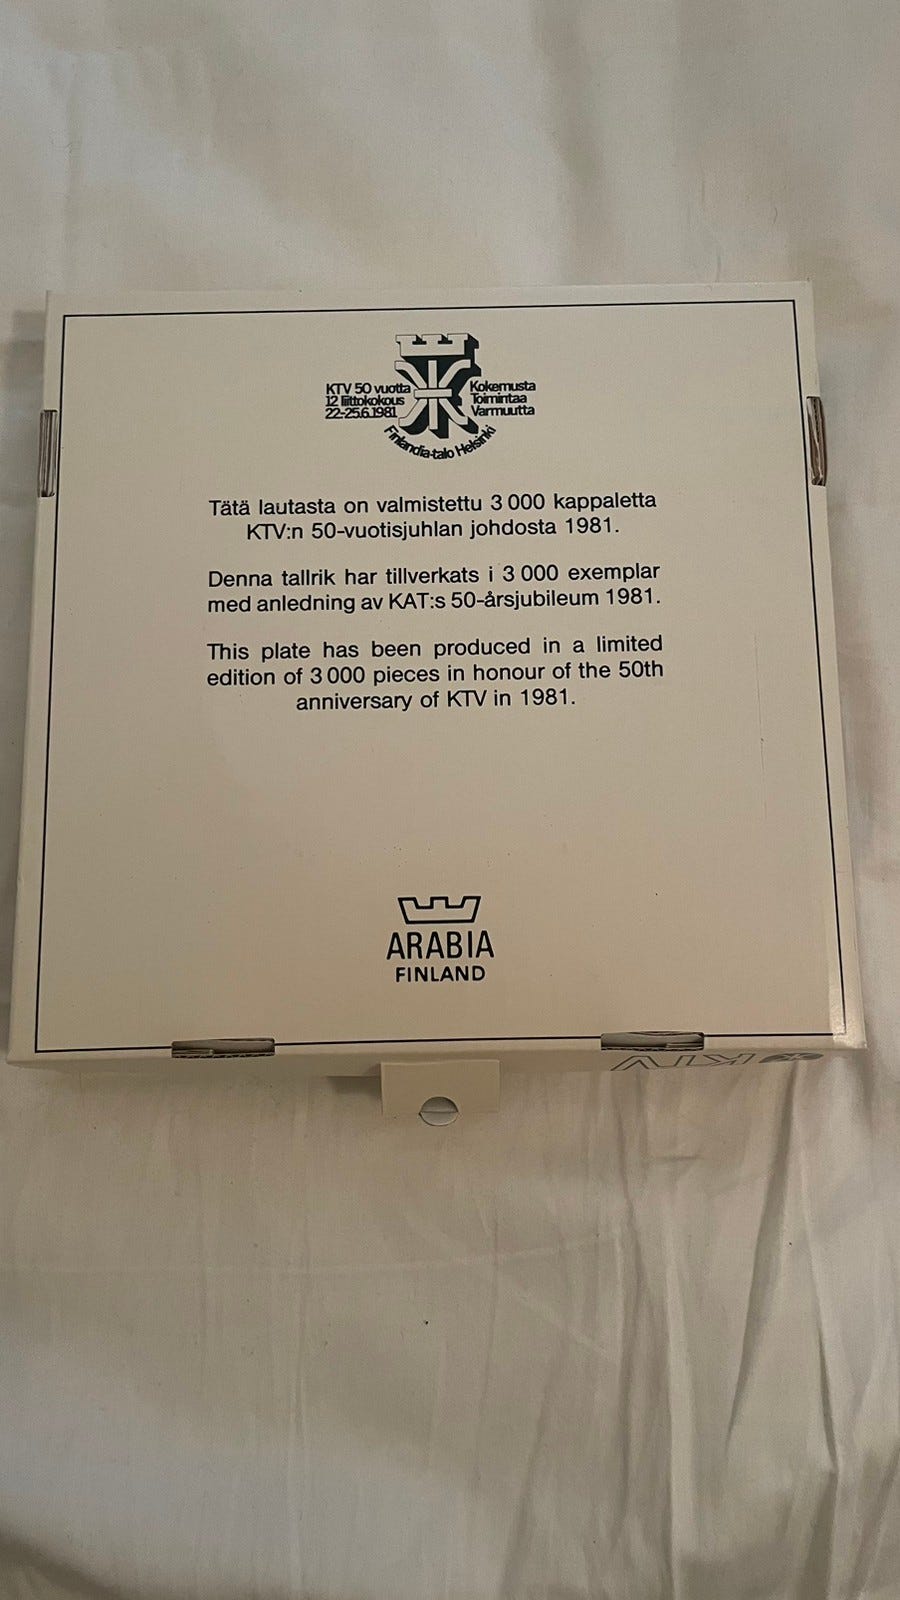 KTV 50 vuotta
12 liittokokous
22-25.6.1981
Kokemusta
Toimintaa
Varmuutta
Finlandia-talo Helsinki
Tätä lautasta on valmistettu 3 000 kappaletta
KTV:n 50-vuotisjuhlan johdosta 1981.
Denna tallrik har tillverkats i 3 000 exemplar
med anledning av KAT:s 50-årsjubileum 1981.
This plate has been produced in a limited
edition of 3 000 pieces in honour of the 50th
anniversary of KTV in 1981.
ARABIA
FINLAND
KTV